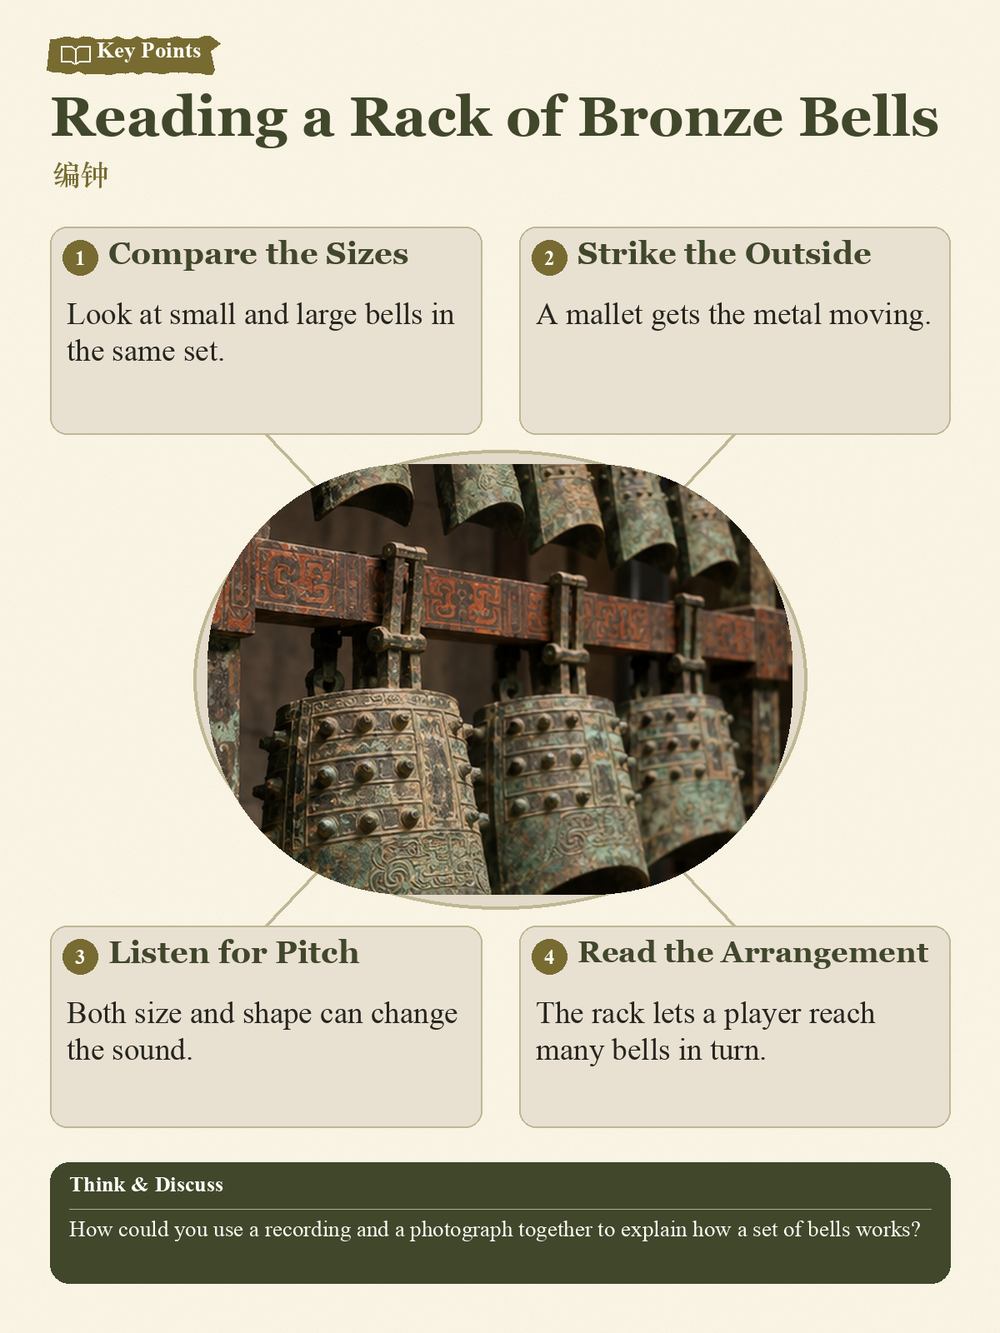 Key Points
Reading a Rack of Bronze Bells
编钟
1 Compare the Sizes
Look at small and large bells in
the same set.
2 Strike the Outside
A mallet gets the metal moving.
3 Listen for Pitch
Both size and shape can change
the sound.
4 Read the Arrangement
The rack lets a player reach
many bells in turn.
Think & Discuss
How could you use a recording and a photograph together to explain how a set of bells works?